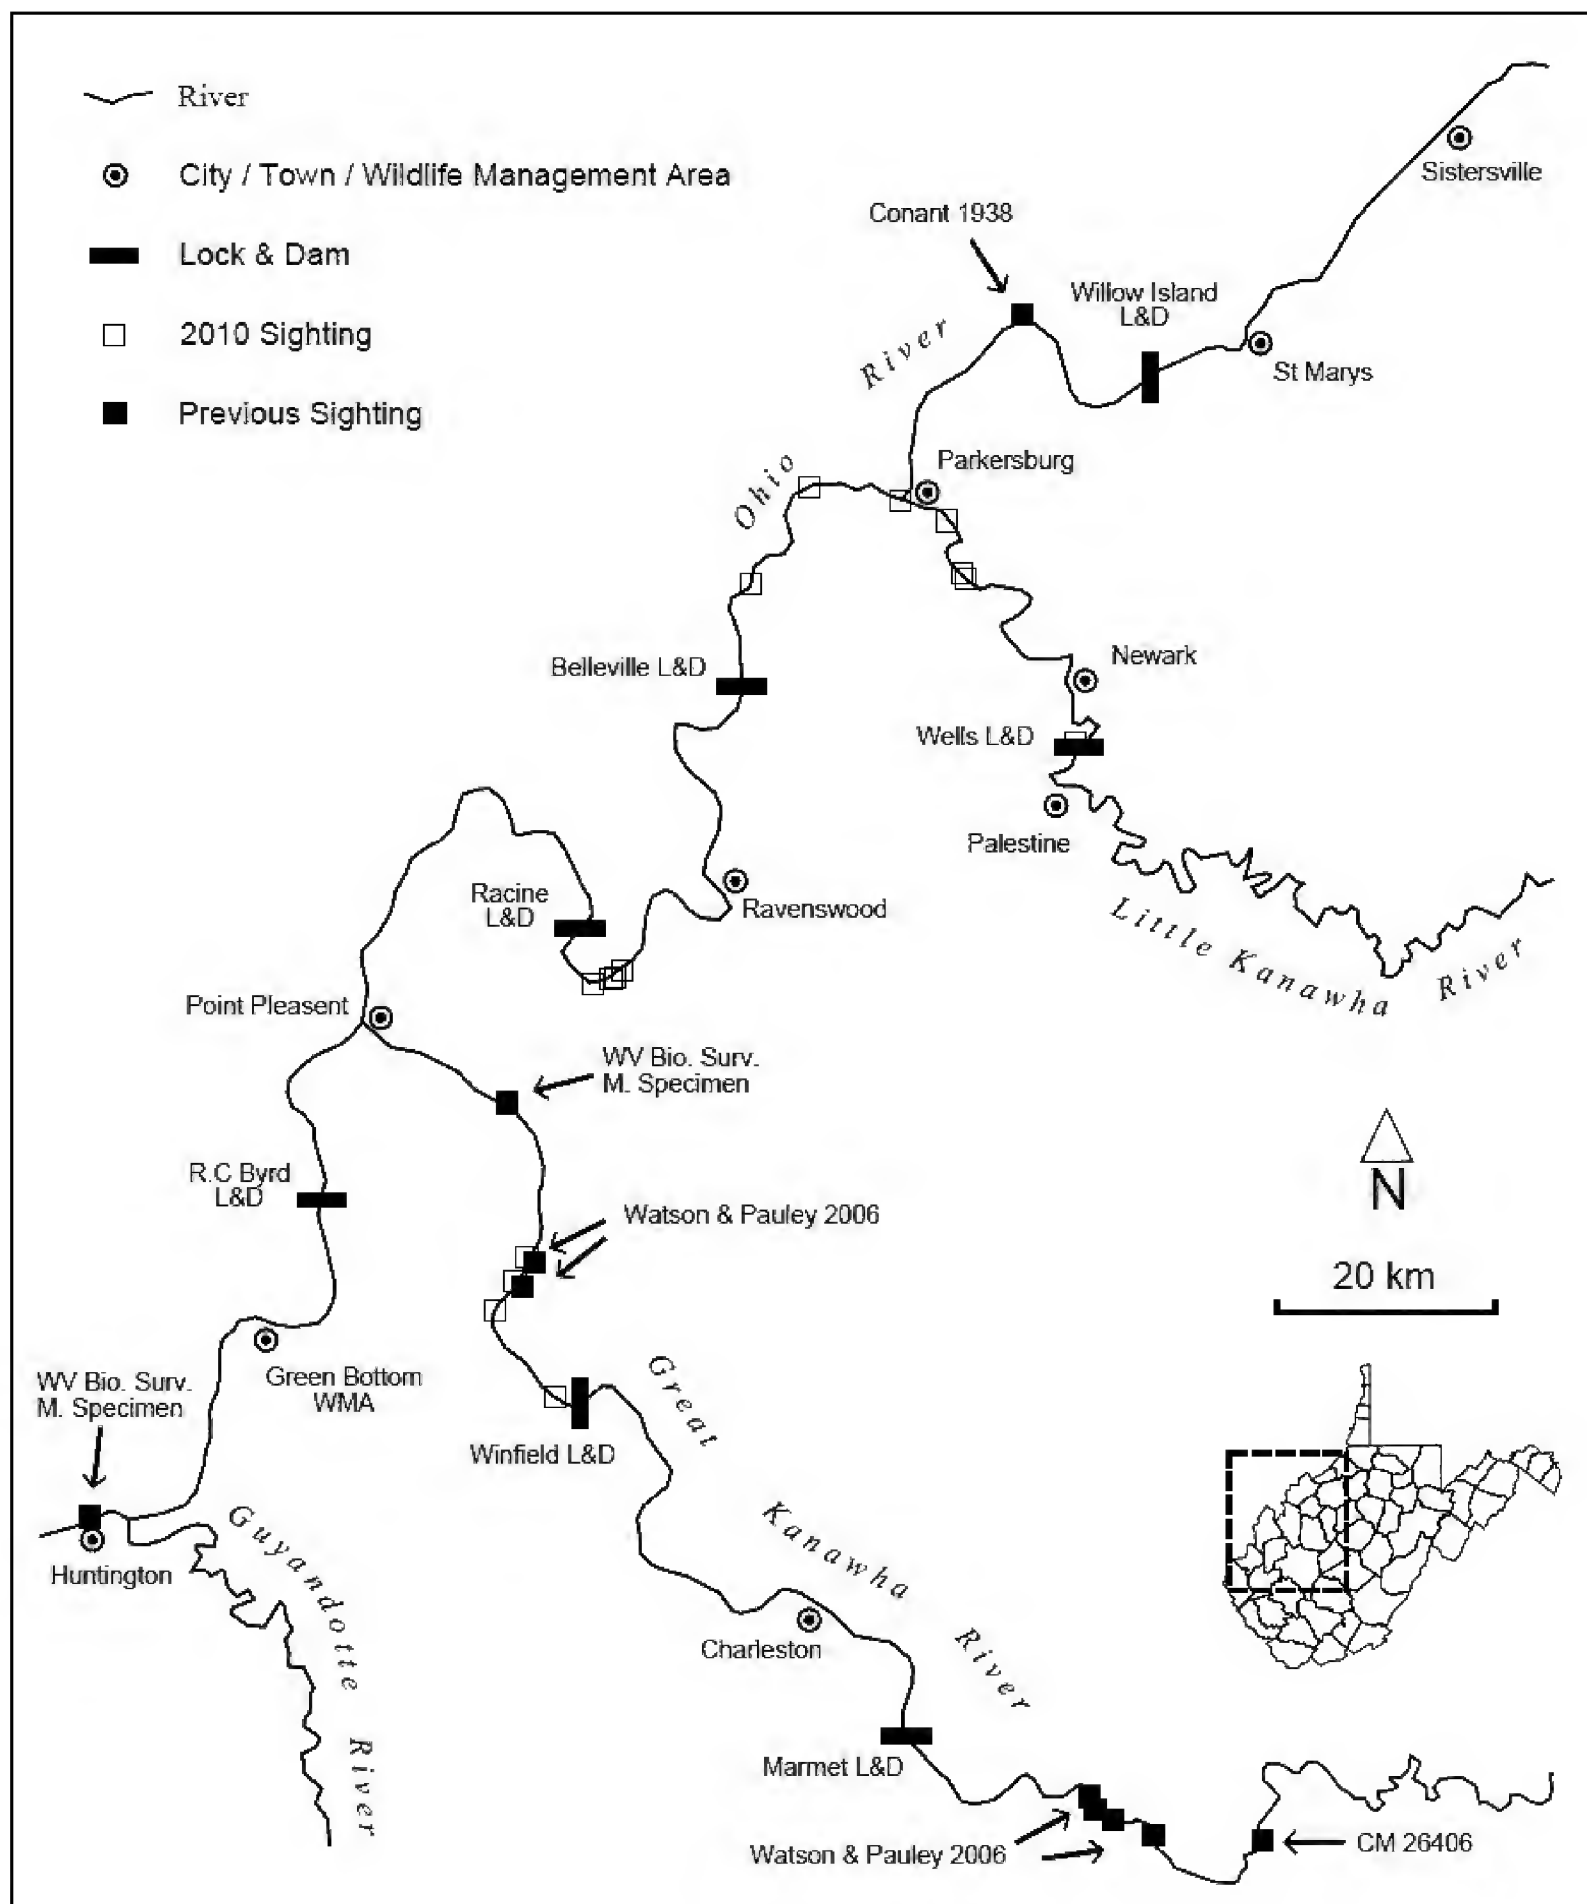 River
City / Town / Wildlife Management Area
Lock & Dam
2010 Sighting
Previous Sighting
Sistersville
Conant 1938
Willow Island
L&D
St Marys
Ohio River
Parkersburg
Belleville L&D
Newark
Wells L&D
Palestine
Racine
L&D
Ravenswood
Little Kanawha River
Point Pleasent
WV Bio. Surv.
M. Specimen
R.C Byrd
L&D
Watson & Pauley 2006
N
20 km
Green Bottom
WMA
WV Bio. Surv.
M. Specimen
Winfield L&D
Great Kanawha River
Huntington
Guyandotte River
Charleston
Marmet L&D
Watson & Pauley 2006
CM 26406